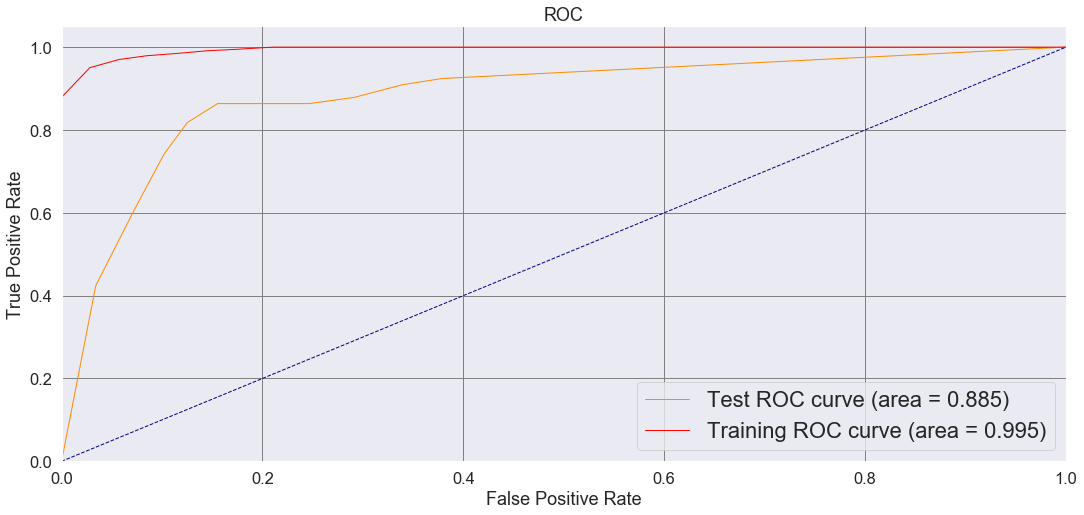 ROC
True Positive Rate
1.0
0.8
0.6
0.4
0.2
0.0
Test ROC curve (area = 0.885)
Training ROC curve (area = 0.995)
0.0 0.2 0.4 0.6 0.8 1.0
False Positive Rate